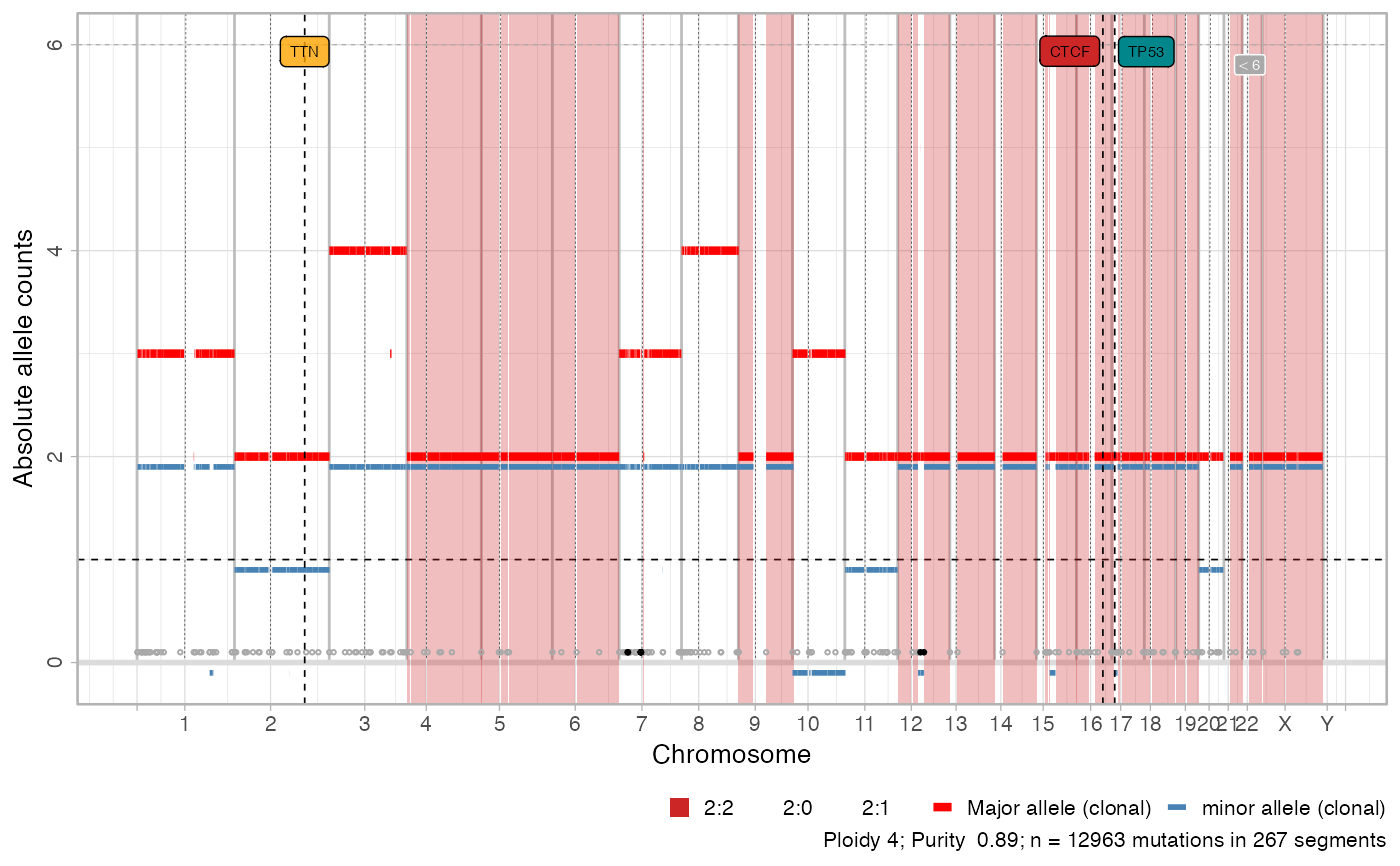 6
TTN
CTCF
TP53
< 6
4
2
0
Absolute allele counts
1 2 3 4 5 6 7 8 9 10 11 12 13 14 15 16 17 18 19 20 21 22 X Y
Chromosome
2:2 2:0 2:1 Major allele (clonal) minor allele (clonal)
Ploidy 4; Purity 0.89; n = 12963 mutations in 267 segments